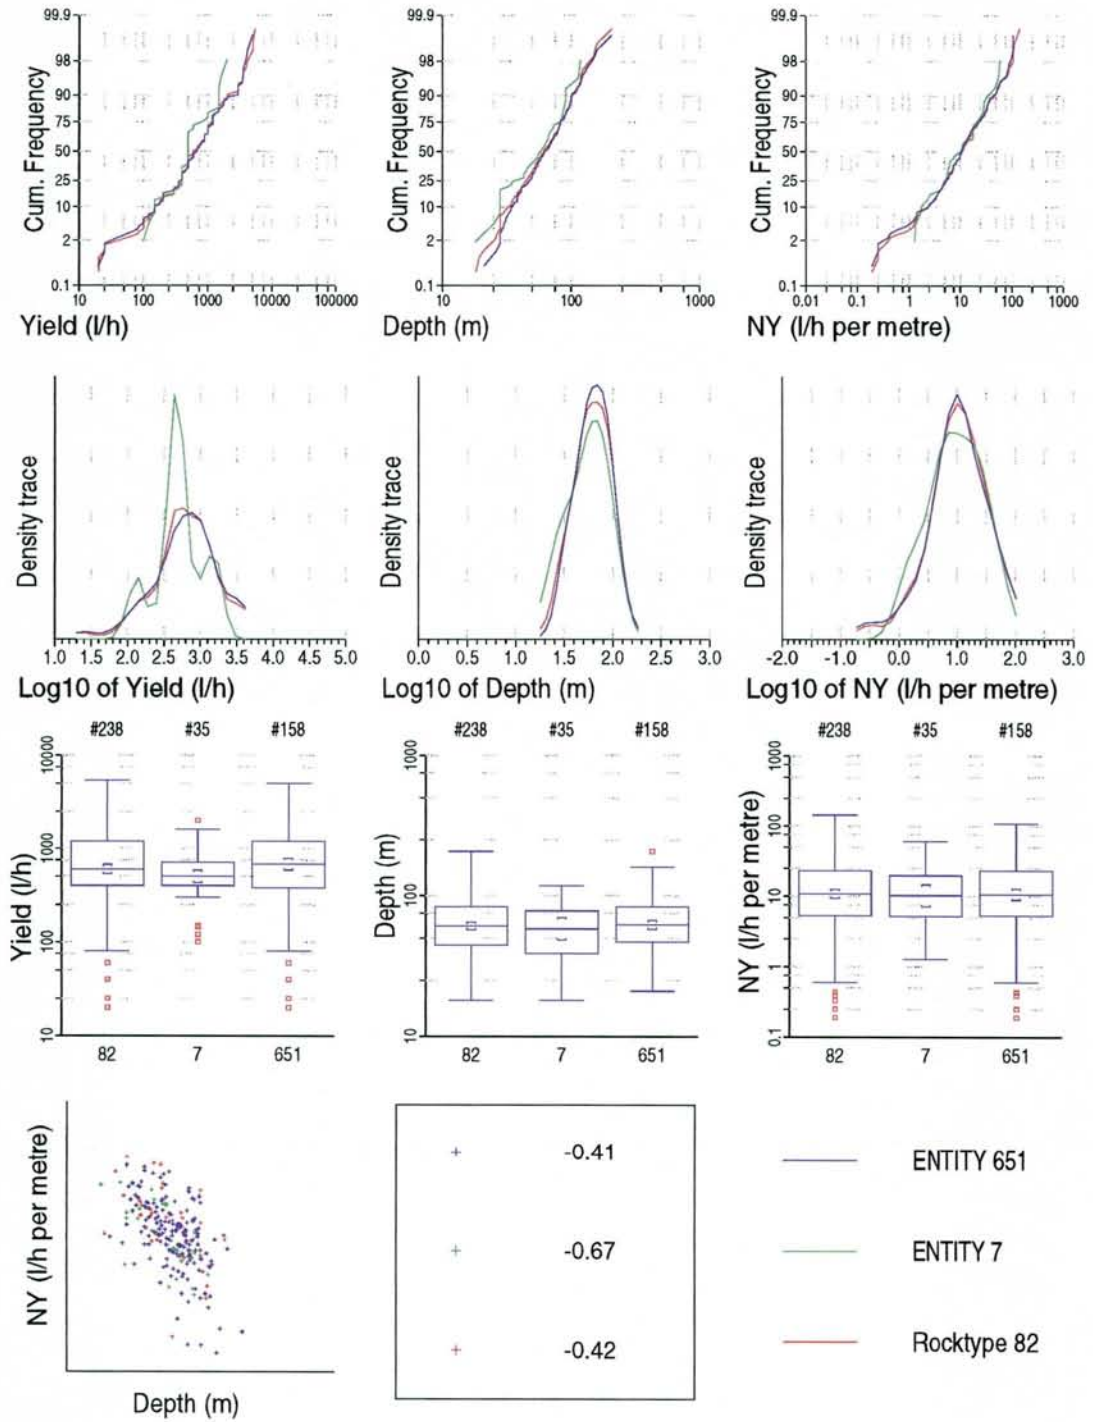 99.9 99.9 99.9
98 98 98
90 90 90
75 75 75
50 50 50
25 25 25
10 10 10
2 2 2
0.1 0.1 0.1
Cum. Frequency Cum. Frequency Cum. Frequency
10 100 1000 10000 100000 10 100 1000 0.01 0.1 1 10 100 1000
Yield (l/h) Depth (m) NY (l/h per metre)
Density trace Density trace Density trace
1.0 1.5 2.0 2.5 3.0 3.5 4.0 4.5 5.0 0.0 0.5 1.0 1.5 2.0 2.5 3.0 -2.0 -1.0 0.0 1.0 2.0 3.0
Log10 of Yield (l/h) Log10 of Depth (m) Log10 of NY (l/h per metre)
#238 #35 #158 #238 #35 #158 #238 #35 #158
Yield (l/h) Depth (m) NY (l/h per metre)
10000 1000 1000
1000 100 100
100 10 10
10 1
0.1
82 7 651 82 7 651 82 7 651
NY (l/h per metre)
Depth (m)
-0.41
-0.67
-0.42
ENTITY 651
ENTITY 7
Rocktype 82